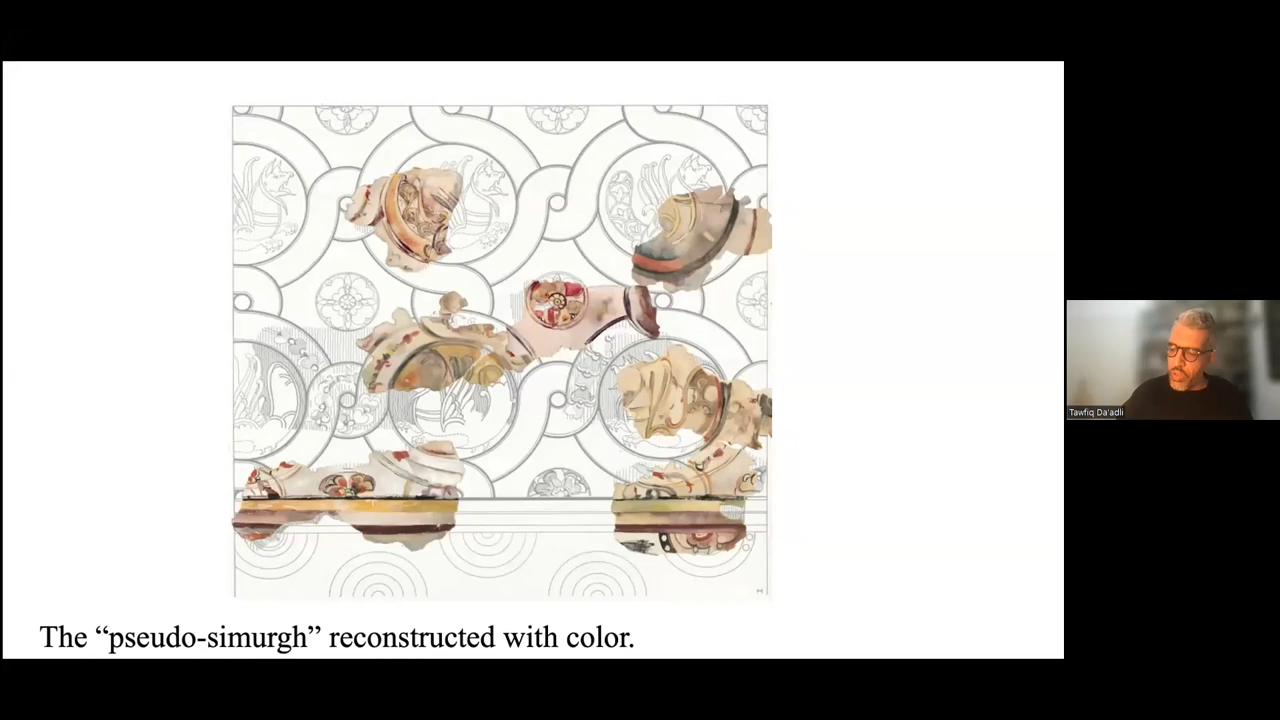 The “pseudo-simurgh” reconstructed with color.
Tawfiq Da'adli